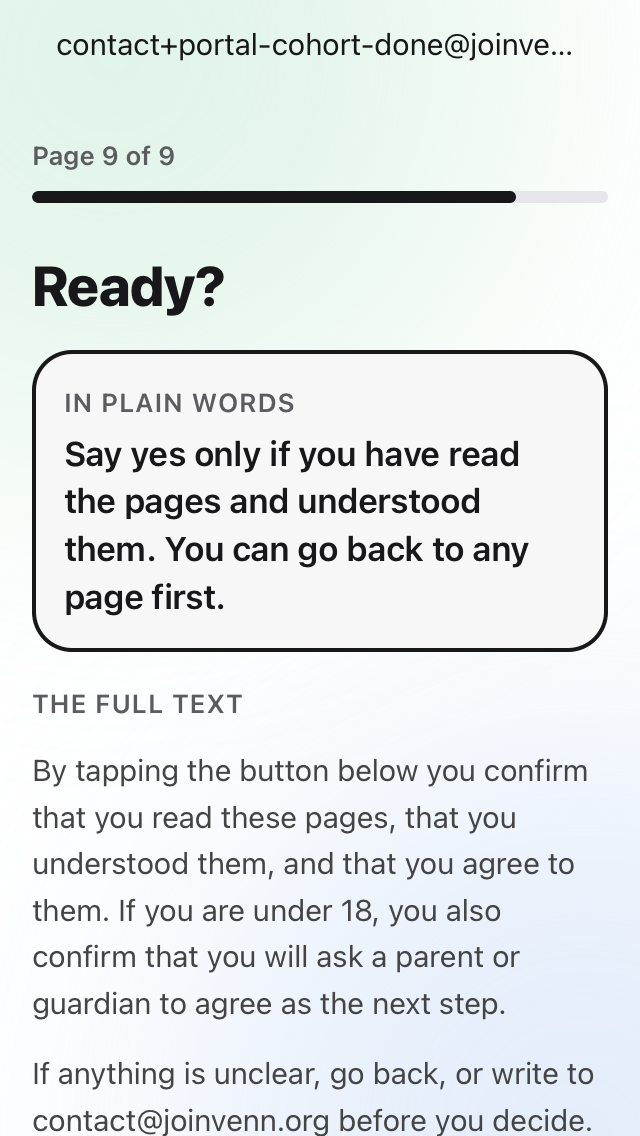 contact+portal-cohort-done@joinve...
Page 9 of 9
Ready?
IN PLAIN WORDS
Say yes only if you have read
the pages and understood
them. You can go back to any
page first.
THE FULL TEXT
By tapping the button below you confirm
that you read these pages, that you
understood them, and that you agree to
them. If you are under 18, you also
confirm that you will ask a parent or
guardian to agree as the next step.
If anything is unclear, go back, or write to
contact@joinvenn.org before you decide.